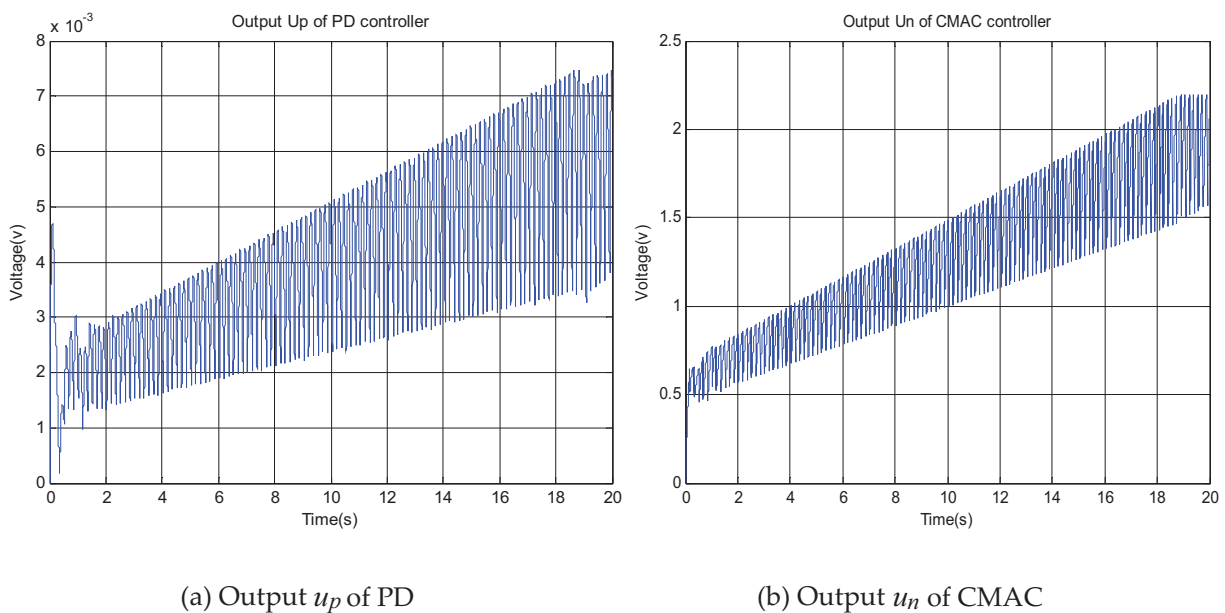 Output Up of PD controller
x 10-3
8
7
6
5
4
3
2
1
0
Voltage(v)
0 2 4 6 8 10 12 14 16 18 20
Time(s)
(a) Output up of PD
Output Un of CMAC controller
2.5
2
1.5
1
0.5
0
Voltage(v)
0 2 4 6 8 10 12 14 16 18 20
Time(s)
(b) Output un of CMAC